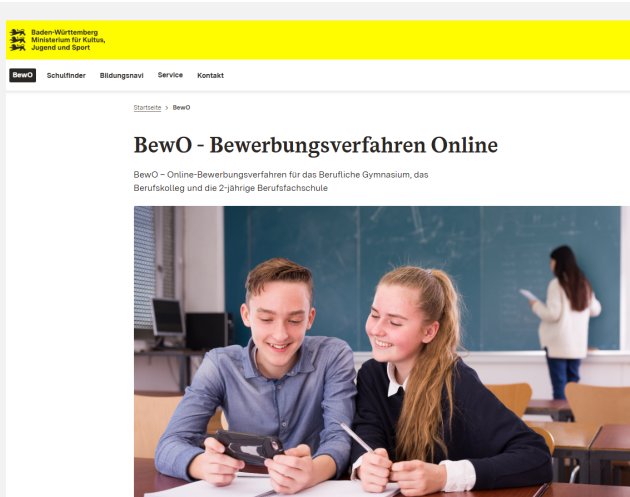 Baden-Württemberg
Ministerium für Kultus,
Jugend und Sport
BewO Schulfinder Bildungsnavi Service Kontakt
Startseite > BewO
BewO - Bewerbungsverfahren Online
BewO – Online-Bewerbungsverfahren für das Berufliche Gymnasium, das
Berufskolleg und die 2-jährige Berufsfachschule